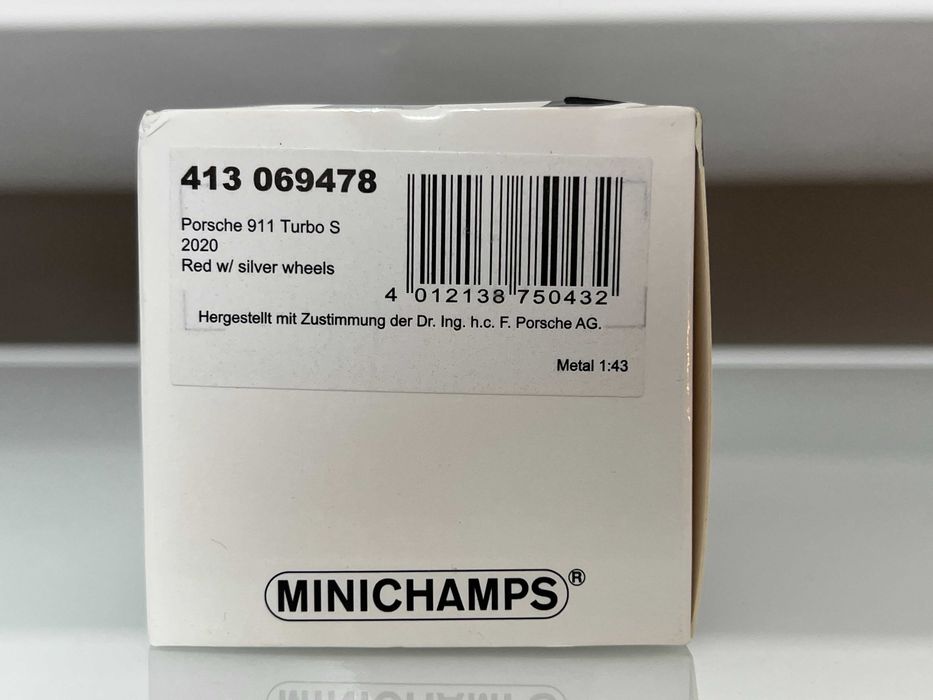 413 069478
Porsche 911 Turbo S
2020
Red w/ silver wheels
4 012138 750432
Hergestellt mit Zustimmung der Dr. Ing. h.c. F. Porsche AG.
Metal 1:43
MINICHAMPS®